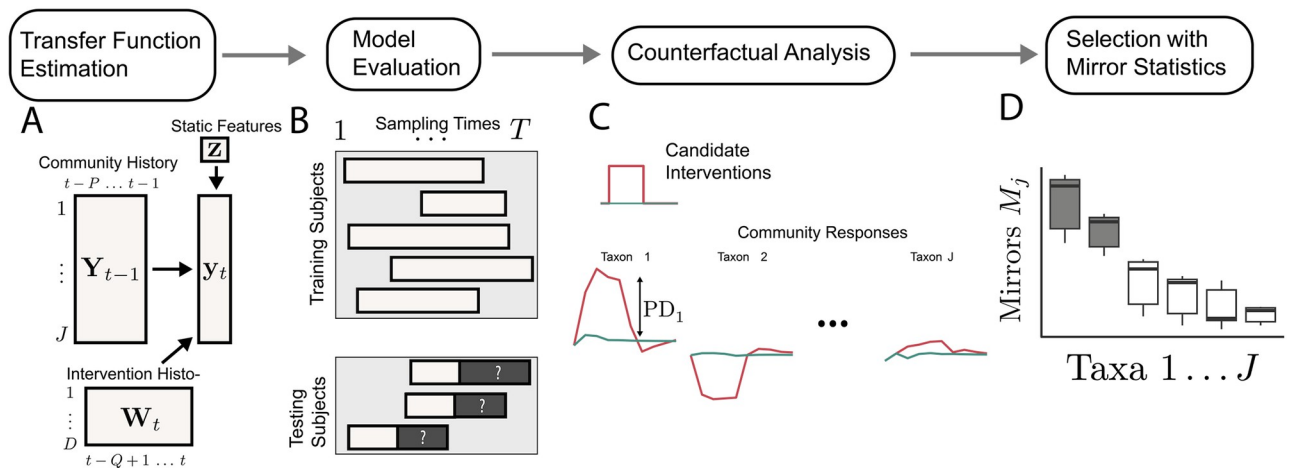 Transfer Function
Estimation
Model
Evaluation
Counterfactual Analysis
Selection with
Mirror Statistics
A
Static Features
z
Community History
t−P … t−1
1
⋮
J
Y_{t−1}
y_t
Intervention Histo-
1
⋮
D
W_t
t−Q+1 … t
B
1 Sampling Times T
…
Training Subjects
Testing
Subjects
?
?
?
C
Candidate
Interventions
Community Responses
Taxon 1
Taxon 2
Taxon J
PD_1
•••
D
Mirrors M_j
Taxa 1…J